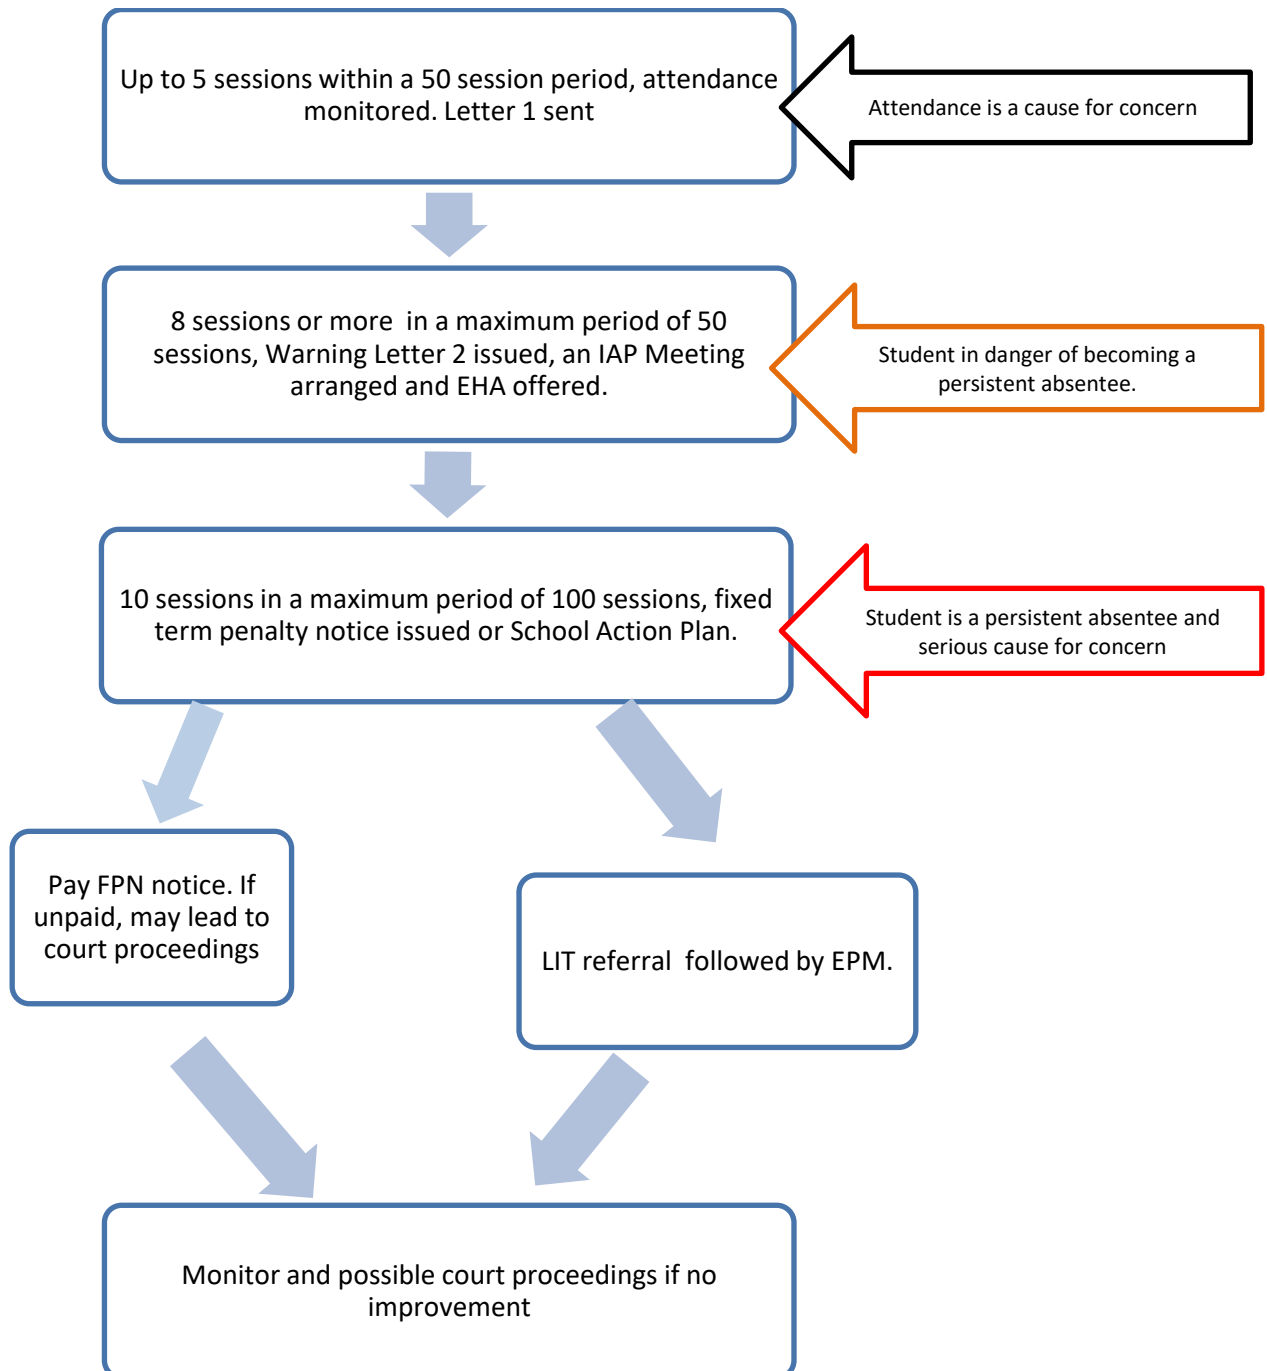 Up to 5 sessions within a 50 session period, attendance
monitored. Letter 1 sent
Attendance is a cause for concern
8 sessions or more  in a maximum period of 50
sessions, Warning Letter 2 issued, an IAP Meeting
arranged and EHA offered.
Student in danger of becoming a
persistent absentee.
10 sessions in a maximum period of 100 sessions, fixed
term penalty notice issued or School Action Plan.
Student is a persistent absentee and
serious cause for concern
Pay FPN notice. If
unpaid, may lead to
court proceedings
LIT referral  followed by EPM.
Monitor and possible court proceedings if no
improvement